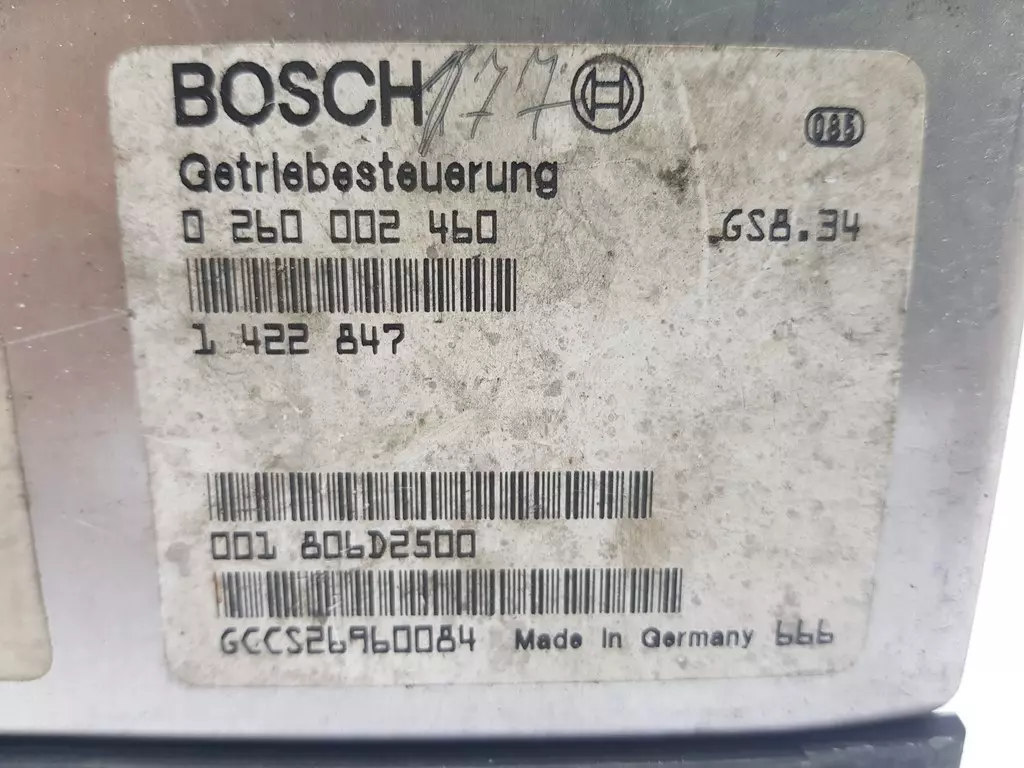 BOSCH 177
085
Getriebesteuerung
0 260 002 460 GS8.34
1 422 847
001 806D2500
GCCS26960084 Made In Germany 666